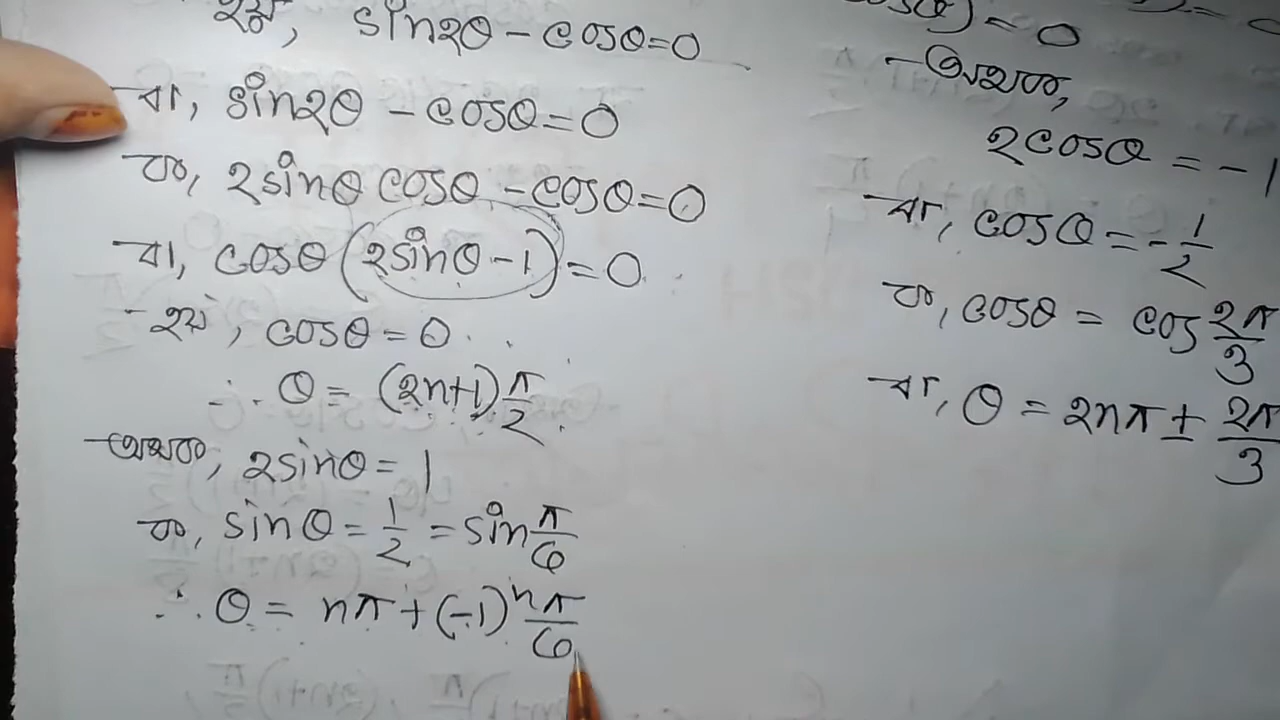 হয়, sin2θ - cosθ = 0
বা, sin2θ - cosθ = 0
বা, 2sinθ cosθ - cosθ = 0
বা, cosθ(2sinθ - 1) = 0
হয়, cosθ = 0
∴ θ = (2n+1)π/2
অথবা, 2sinθ = 1
বা, sinθ = 1/2 = sin π/6
∴ θ = nπ + (-1)ⁿ π/6
= 0
অথবা,
2cosθ = -1
বা, cosθ = -1/2
বা, cosθ = cos 2π/3
বা, θ = 2nπ ± 2π/3